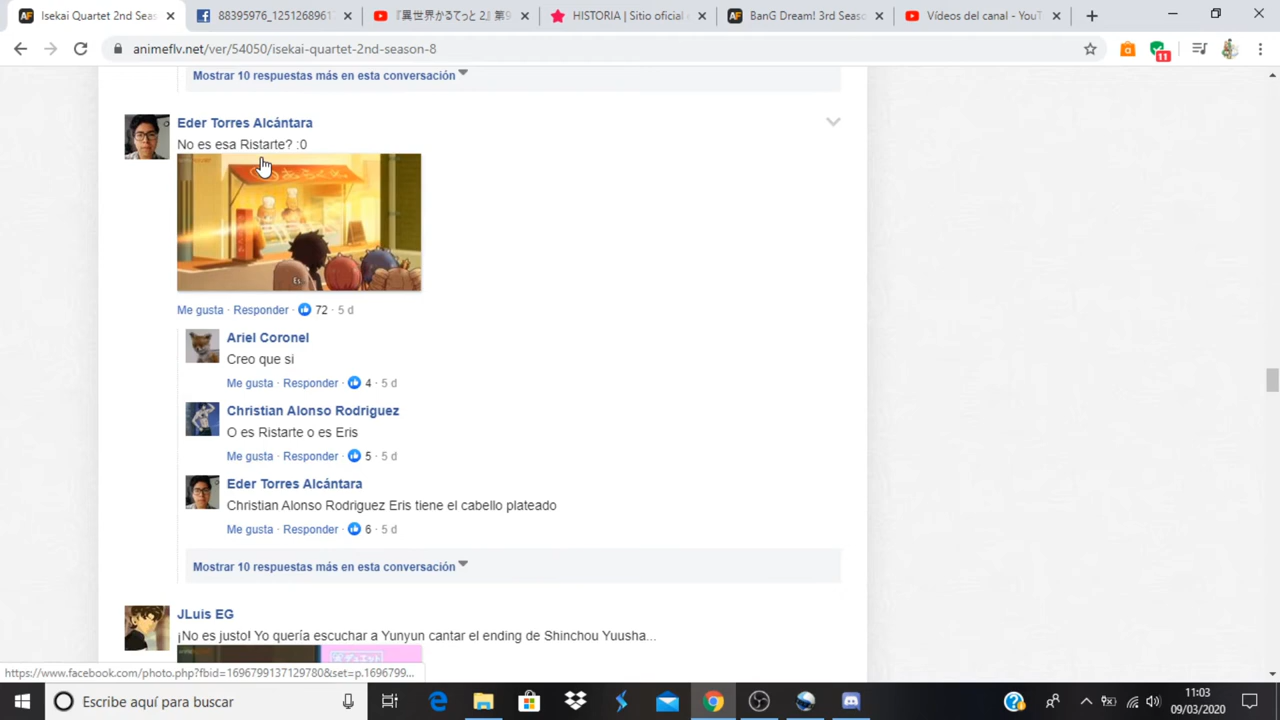 Isekai Quartet 2nd Seas
88395976_12512689617
『異世界かるてっと 2』第9
HISTORIA | Sitio oficial
BanG Dream! 3rd Seaso
Vídeos del canal - YouT
animeflv.net/ver/54050/isekai-quartet-2nd-season-8
11
Mostrar 10 respuestas más en esta conversación
Eder Torres Alcántara
No es esa Ristarte? :0
Es..
Me gusta · Responder · 72 · 5 d
Ariel Coronel
Creo que si
Me gusta · Responder · 4 · 5 d
Christian Alonso Rodriguez
O es Ristarte o es Eris
Me gusta · Responder · 5 · 5 d
Eder Torres Alcántara
Christian Alonso Rodriguez Eris tiene el cabello plateado
Me gusta · Responder · 6 · 5 d
Mostrar 10 respuestas más en esta conversación
JLuis EG
¡No es justo! Yo quería escuchar a Yunyun cantar el ending de Shinchou Yuusha...
https://www.facebook.com/photo.php?fbid=1696799137129780&set=p.1696799...
Escribe aquí para buscar
11:03
09/03/2020